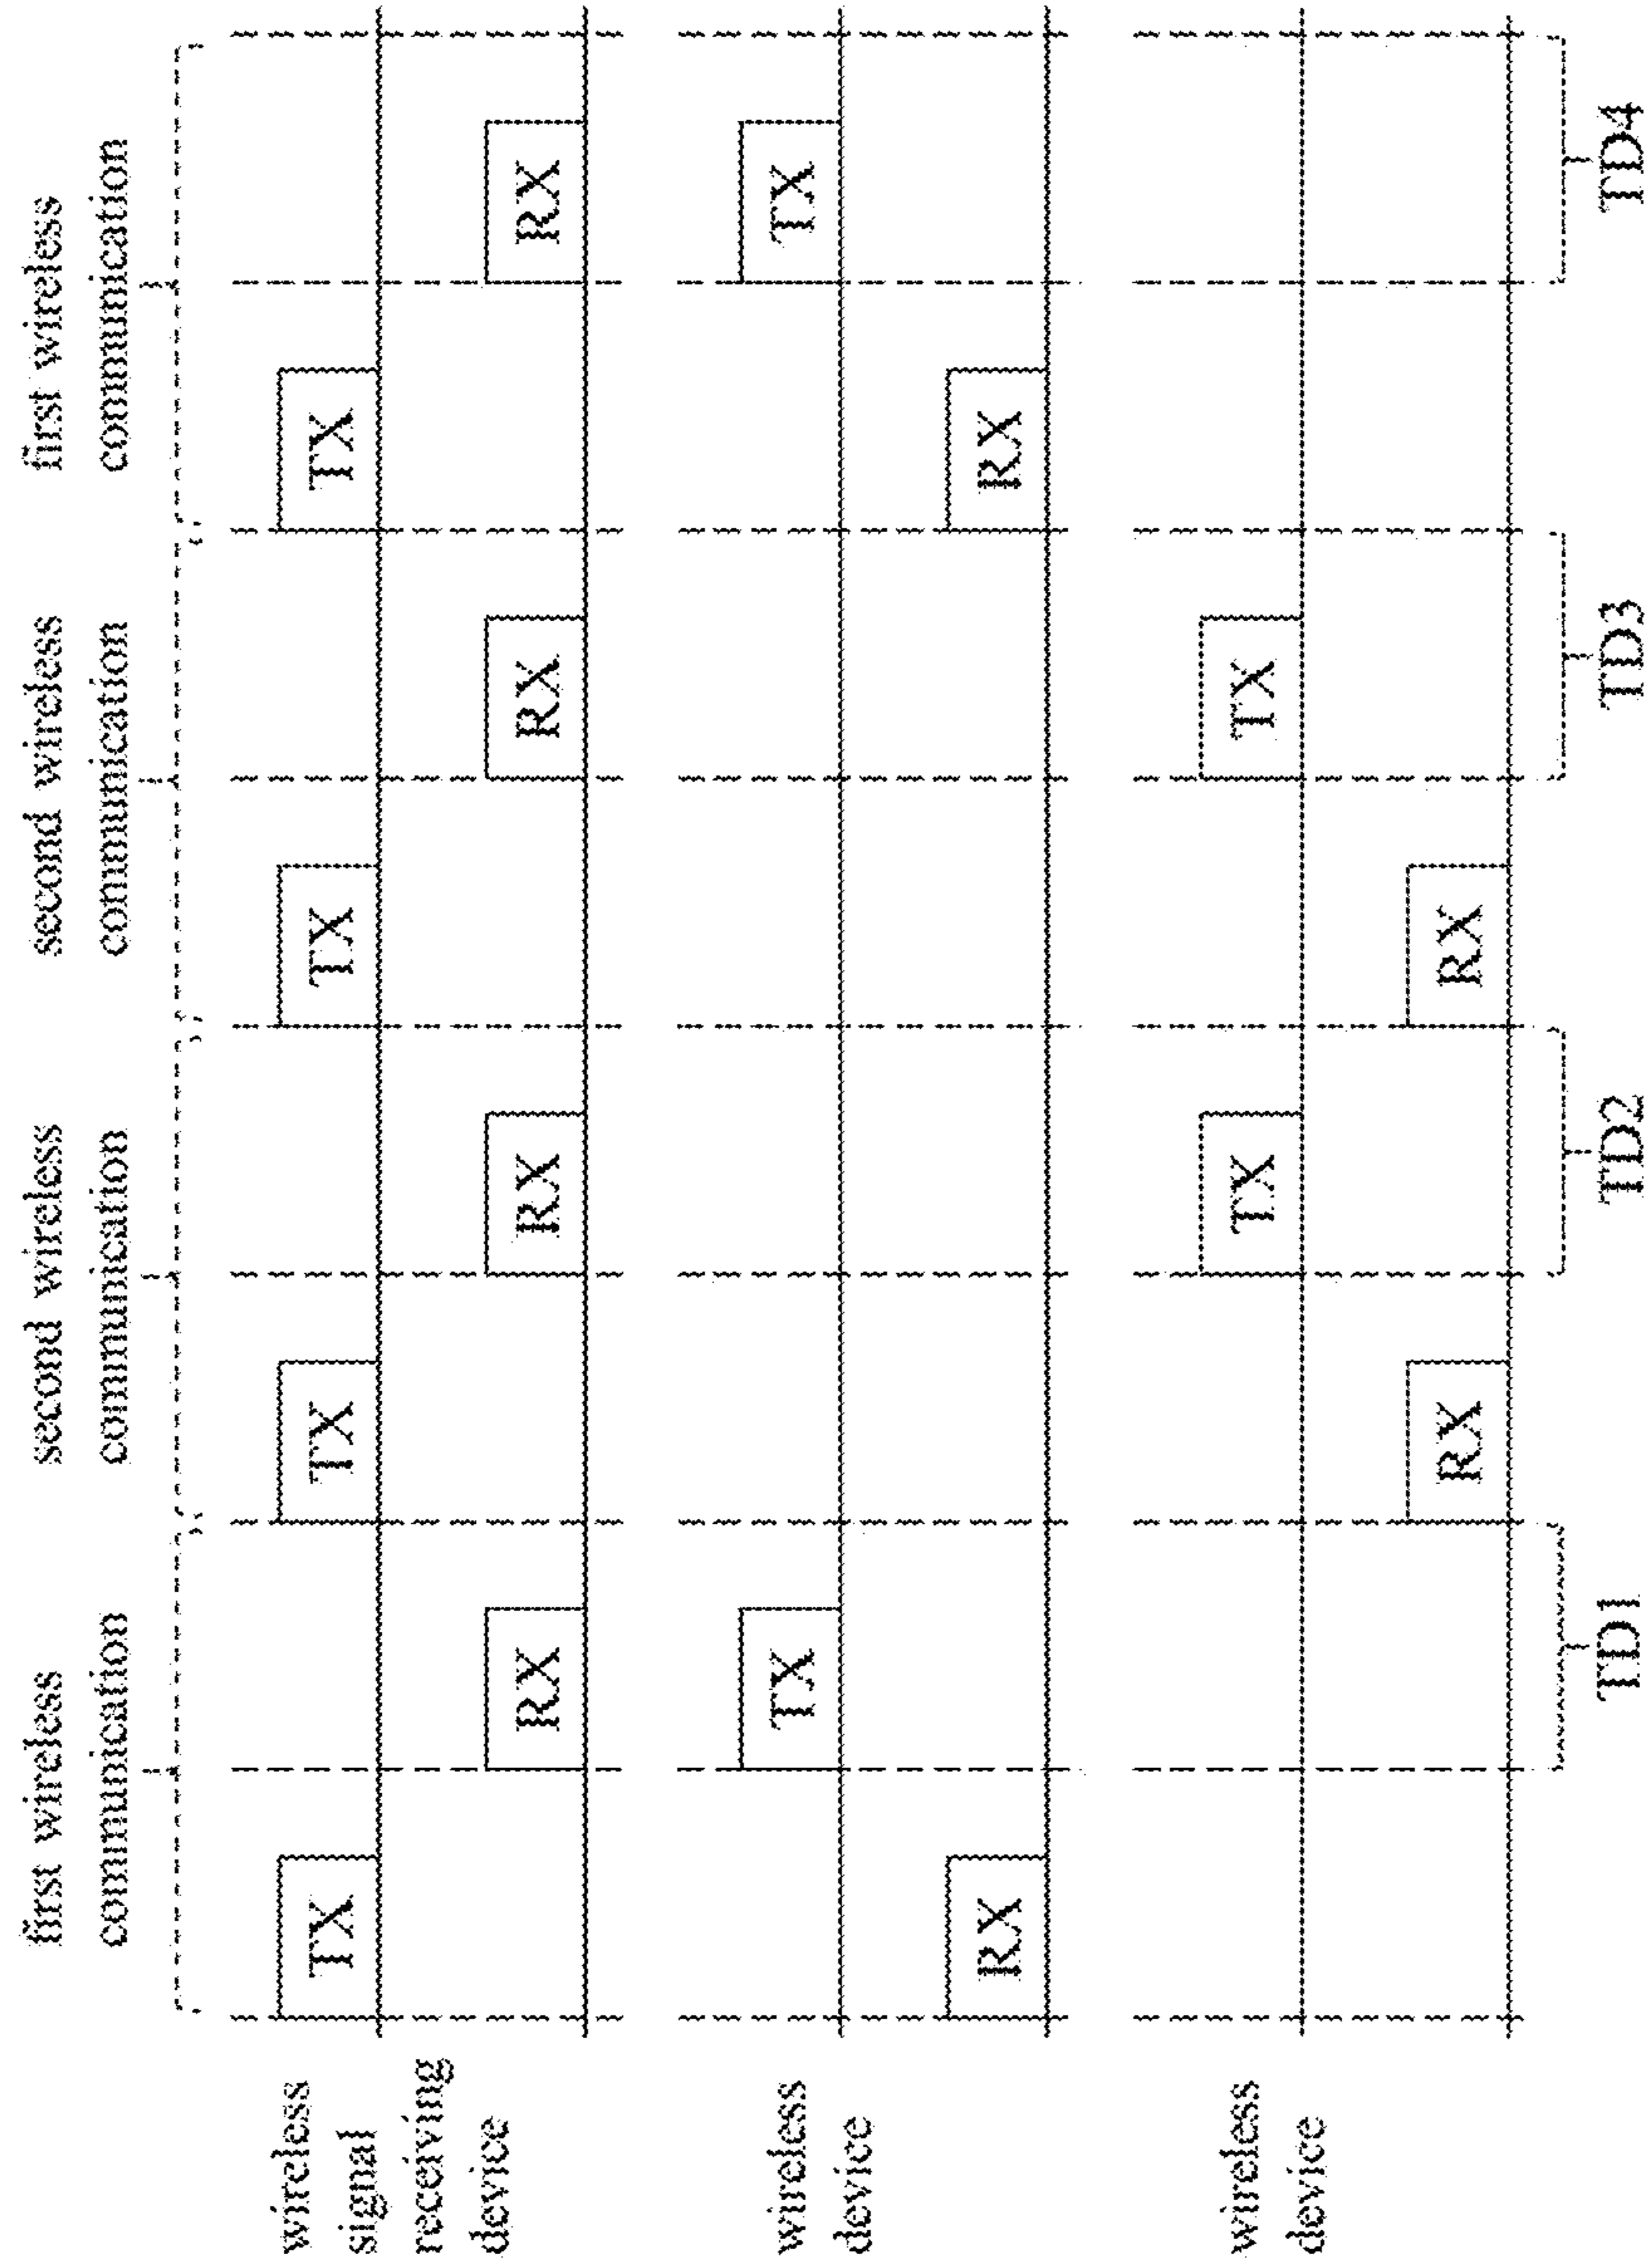 first wireless
communication
second wireless
communication
second wireless
communication
first wireless
communication
wireless
signal
receiving
device
TX
TX
TX
TX
RX
RX
RX
RX
wireless
device
TX
TX
RX
RX
wireless
device
TX
TX
RX
RX
TD1
TD2
TD3
TD4